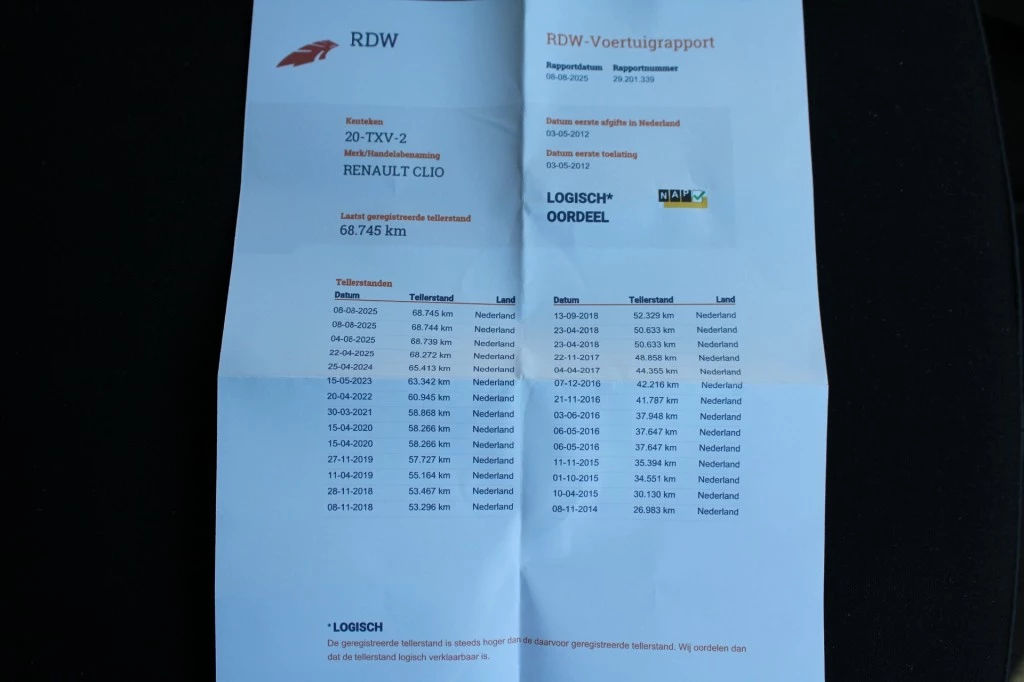 RDW
RDW-Voertuigrapport
Rapportdatum Rapportnummer
08-08-2025 29.201.339
Kenteken
20-TXV-2
Merk/Handelsbenaming
RENAULT CLIO
Laatst geregistreerde tellerstand
68.745 km
Datum eerste afgifte in Nederland
03-05-2012
Datum eerste toelating
03-05-2012
LOGISCH*
OORDEEL
NAP
Tellerstanden
Datum Tellerstand Land
08-08-2025 68.745 km Nederland
08-08-2025 68.744 km Nederland
04-08-2025 68.739 km Nederland
22-04-2025 68.272 km Nederland
25-04-2024 65.413 km Nederland
15-05-2023 63.342 km Nederland
20-04-2022 60.945 km Nederland
30-03-2021 58.868 km Nederland
15-04-2020 58.266 km Nederland
15-04-2020 58.266 km Nederland
27-11-2019 57.727 km Nederland
11-04-2019 55.164 km Nederland
28-11-2018 53.467 km Nederland
08-11-2018 53.296 km Nederland
Datum Tellerstand Land
13-09-2018 52.329 km Nederland
23-04-2018 50.633 km Nederland
23-04-2018 50.633 km Nederland
22-11-2017 48.858 km Nederland
04-04-2017 44.355 km Nederland
07-12-2016 42.216 km Nederland
21-11-2016 41.787 km Nederland
03-06-2016 37.948 km Nederland
06-05-2016 37.647 km Nederland
06-05-2016 37.647 km Nederland
11-11-2015 35.394 km Nederland
01-10-2015 34.551 km Nederland
10-04-2015 30.130 km Nederland
08-11-2014 26.983 km Nederland
*LOGISCH
De geregistreerde tellerstand is steeds hoger dan de daarvoor geregistreerde tellerstand. Wij oordelen dan
dat de tellerstand logisch verklaarbaar is.